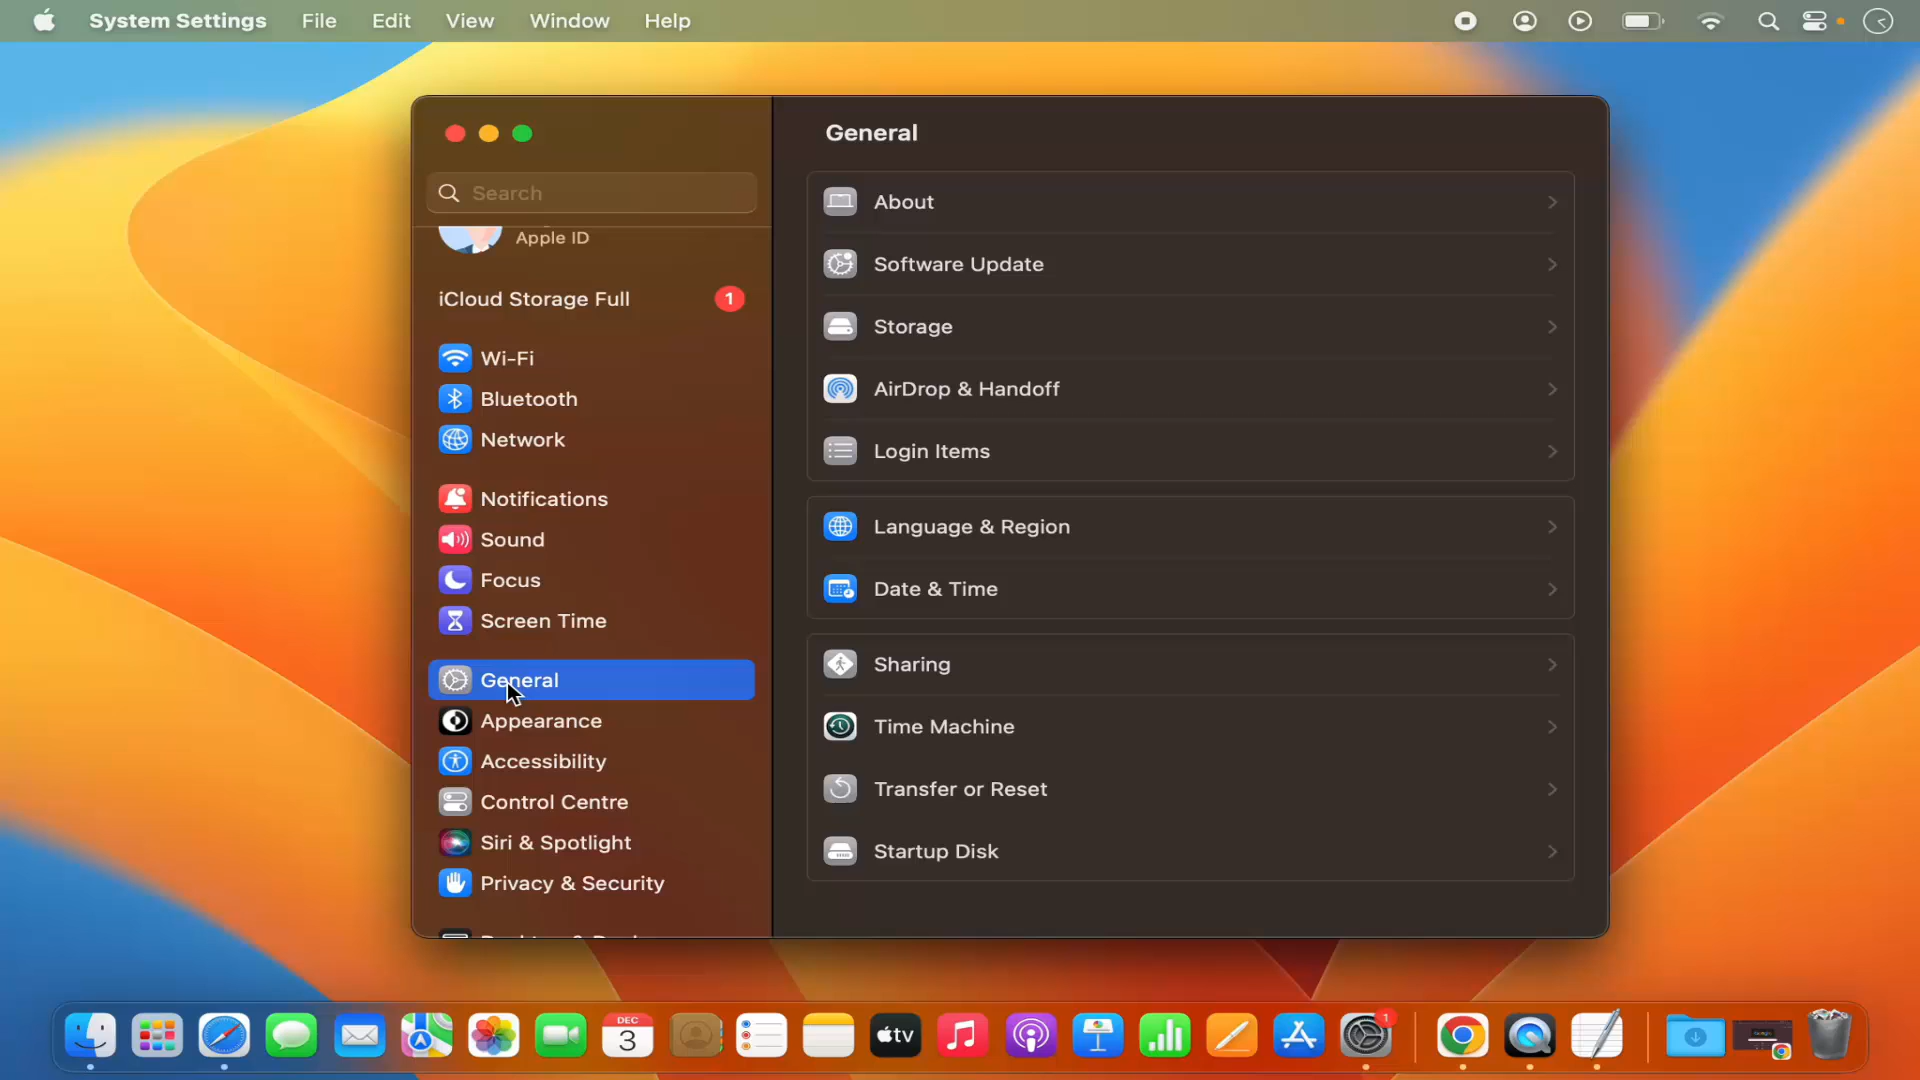 System Settings File Edit View Window Help
General
Search
Apple ID
iCloud Storage Full 1
Wi-Fi
Bluetooth
Network
Notifications
Sound
Focus
Screen Time
General
Appearance
Accessibility
Control Centre
Siri & Spotlight
Privacy & Security
About
Software Update
Storage
AirDrop & Handoff
Login Items
Language & Region
Date & Time
Sharing
Time Machine
Transfer or Reset
Startup Disk
DEC
3
tv
1